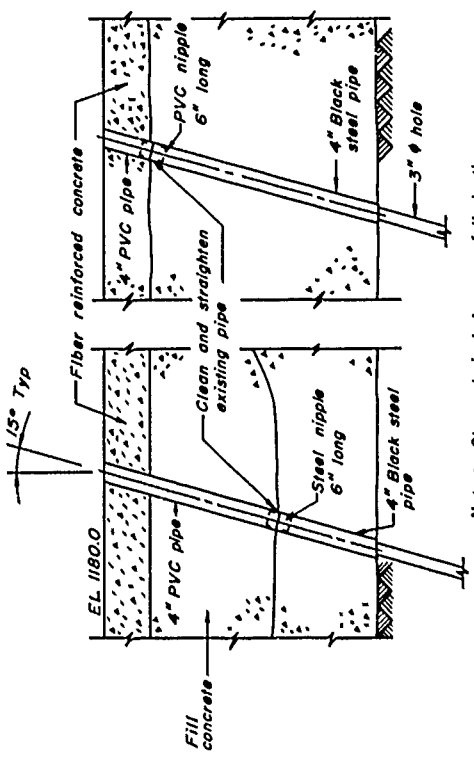 15° Typ
EL 1180.0
Fiber reinforced concrete
4" PVC pipe
4" PVC pipe
PVC nipple
6" long
Fill
concrete
Clean and straighten
existing pipe
Steel nipple
6" long
4" Black steel
pipe
4" Black
steel pipe
3" ϕ hole